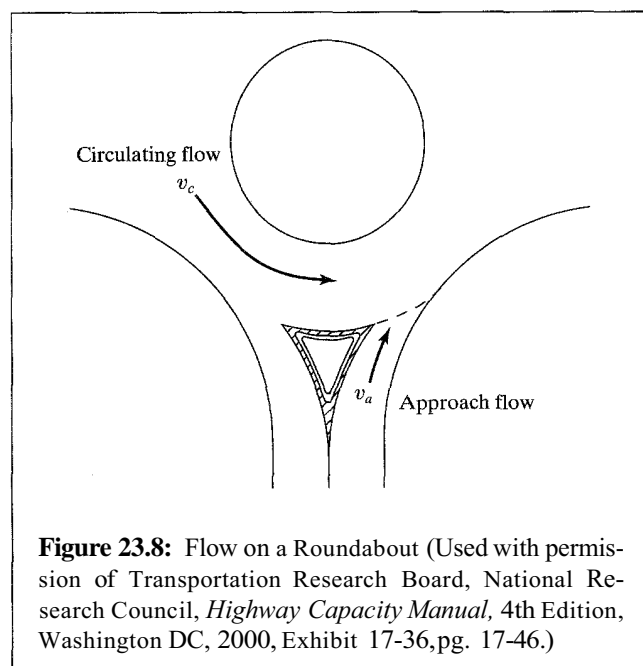 Circulating flow
v_c
v_a
Approach flow
Figure 23.8: Flow on a Roundabout (Used with permis-
sion of Transportation Research Board, National Re-
search Council, Highway Capacity Manual, 4th Edition,
Washington DC, 2000, Exhibit 17-36,pg. 17-46.)